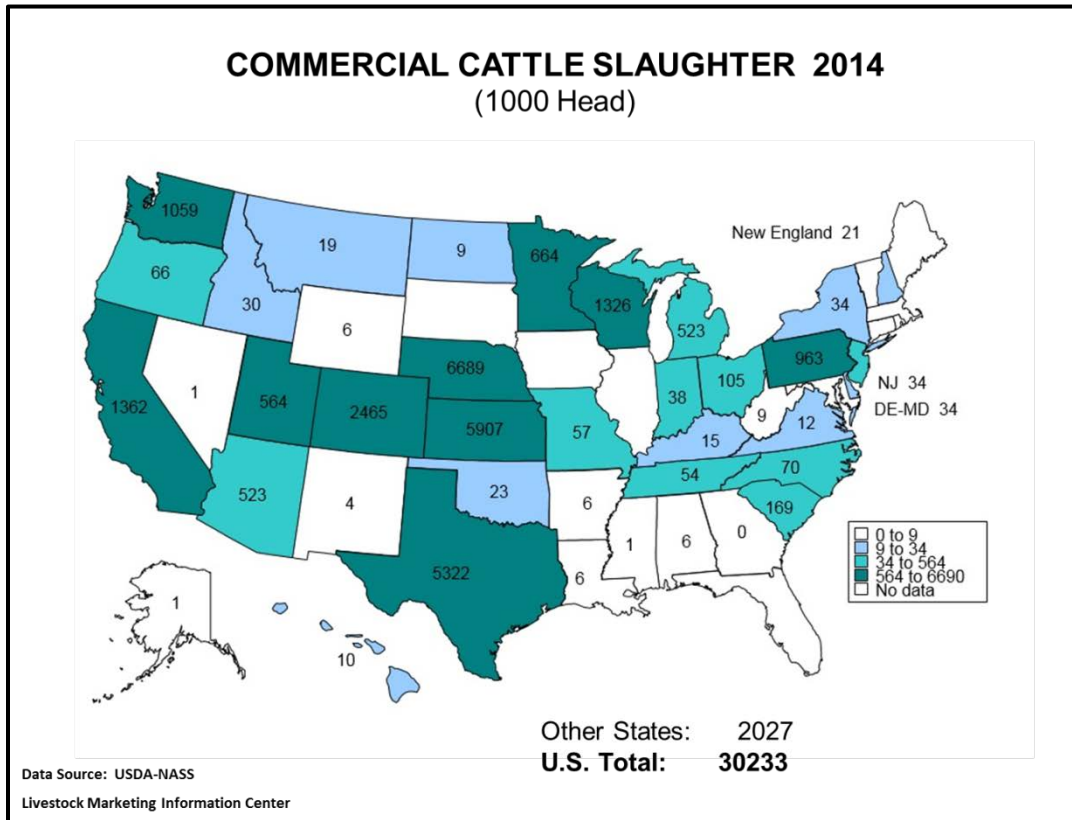 COMMERCIAL CATTLE SLAUGHTER 2014
(1000 Head)
1059
19
9
664
New England 21
66
30
1326
34
6
523
6689
963
1
564
2465
38
105
NJ 34
1362
5907
57
9
DE-MD 34
15
12
523
4
23
54
70
6
169
5322
1
6
0
6
0 to 9
9 to 34
34 to 564
564 to 6690
No data
1
10
Other States: 2027
U.S. Total: 30233
Data Source: USDA-NASS
Livestock Marketing Information Center